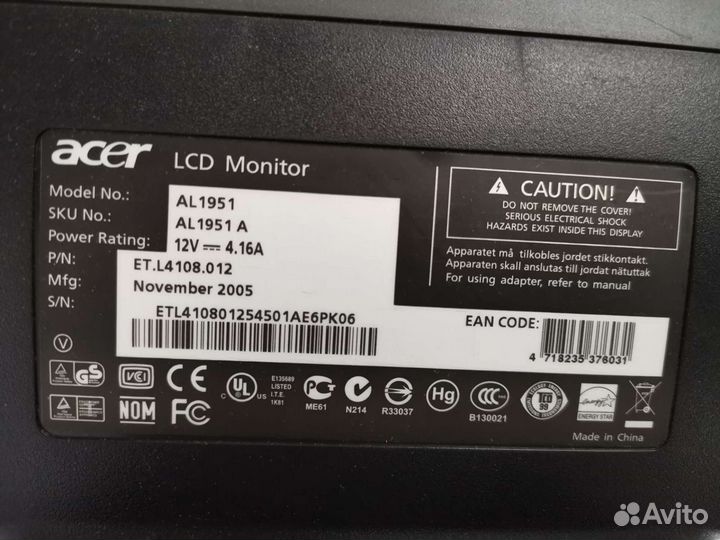 acer LCD Monitor
Model No.: AL1951
SKU No.: AL1951 A
Power Rating: 12V 4.16A
P/N: ET.L4108.012
Mfg: November 2005
S/N: ETL410801254501AE6PK06
CAUTION!
DO NOT REMOVE THE COVER!
SERIOUS ELECTRICAL SHOCK
HAZARDS EXIST INSIDE THIS DISPLAY
Apparatet må tilkobles jordet stikkontakt.
Apparaten skall anslutas till jordat nätuttak
For using adapter, refer to manual
EAN CODE:
4 718235 376031
V
GS
VCI
CE
UL
C US
E135689
LISTED
I.T.E.
1K81
ME61
N214
R33037
Hg
CCC
B130021
TCO
99
ENERGY STAR
NOM
FC
Made in China
Avito